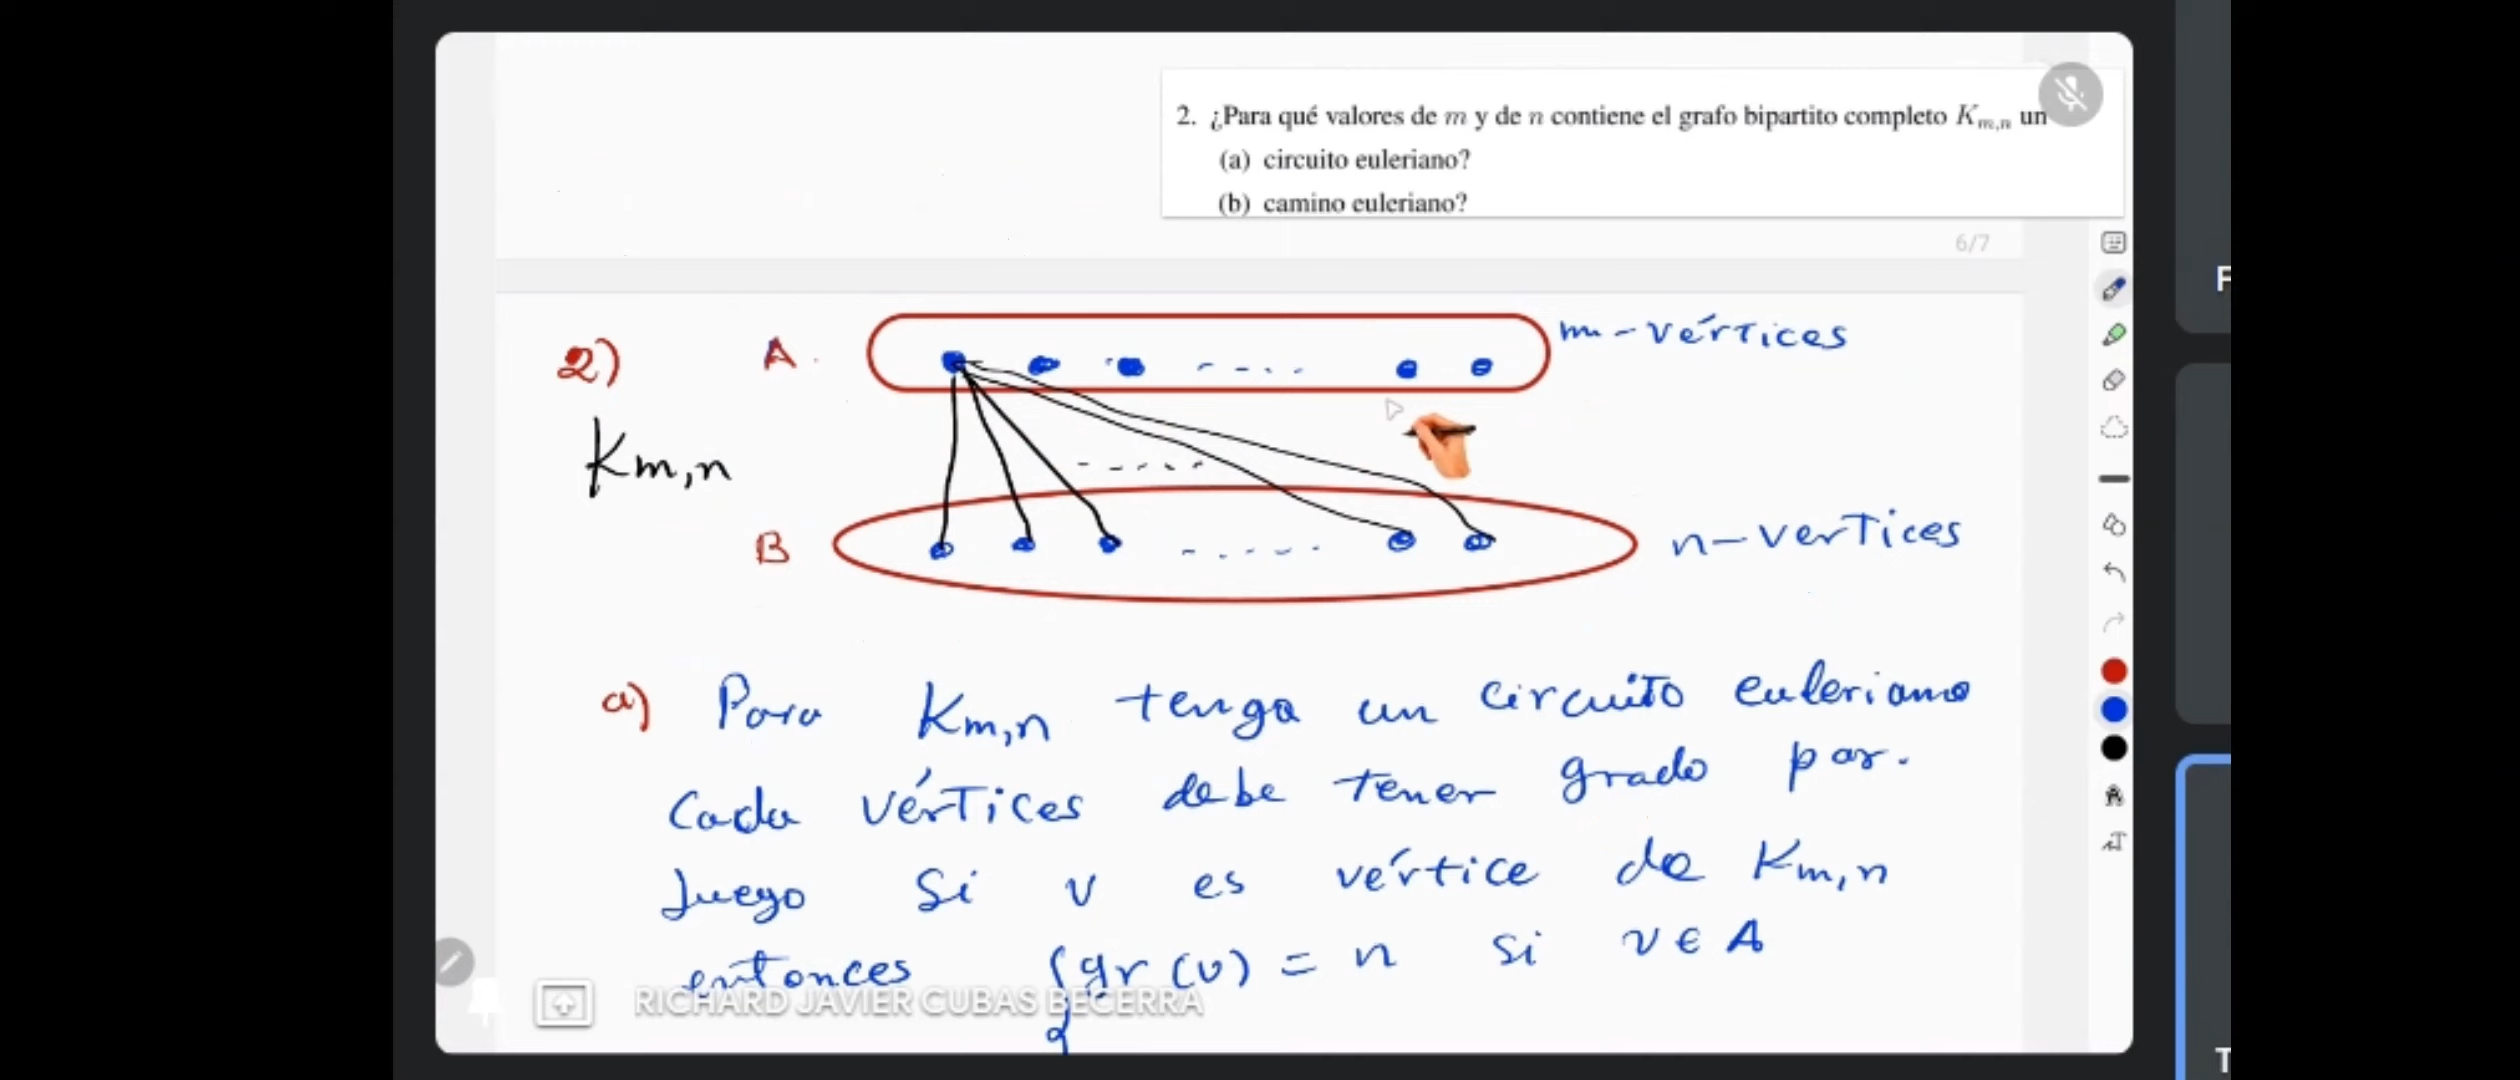 2. ¿Para qué valores de m y de n contiene el grafo bipartito completo Km,n un
(a) circuito euleriano?
(b) camino euleriano?
6/7
F
2) A. m-vértices
Km,n
B n-vertices
a) Para Km,n tenga un circuito euleriano
Cada vérTices debe tener grado par.
luego Si v es vértice de Km,n
entonces { gr(v) = n si v ∈ A
RICHARD JAVIER CUBAS BECERRA
T